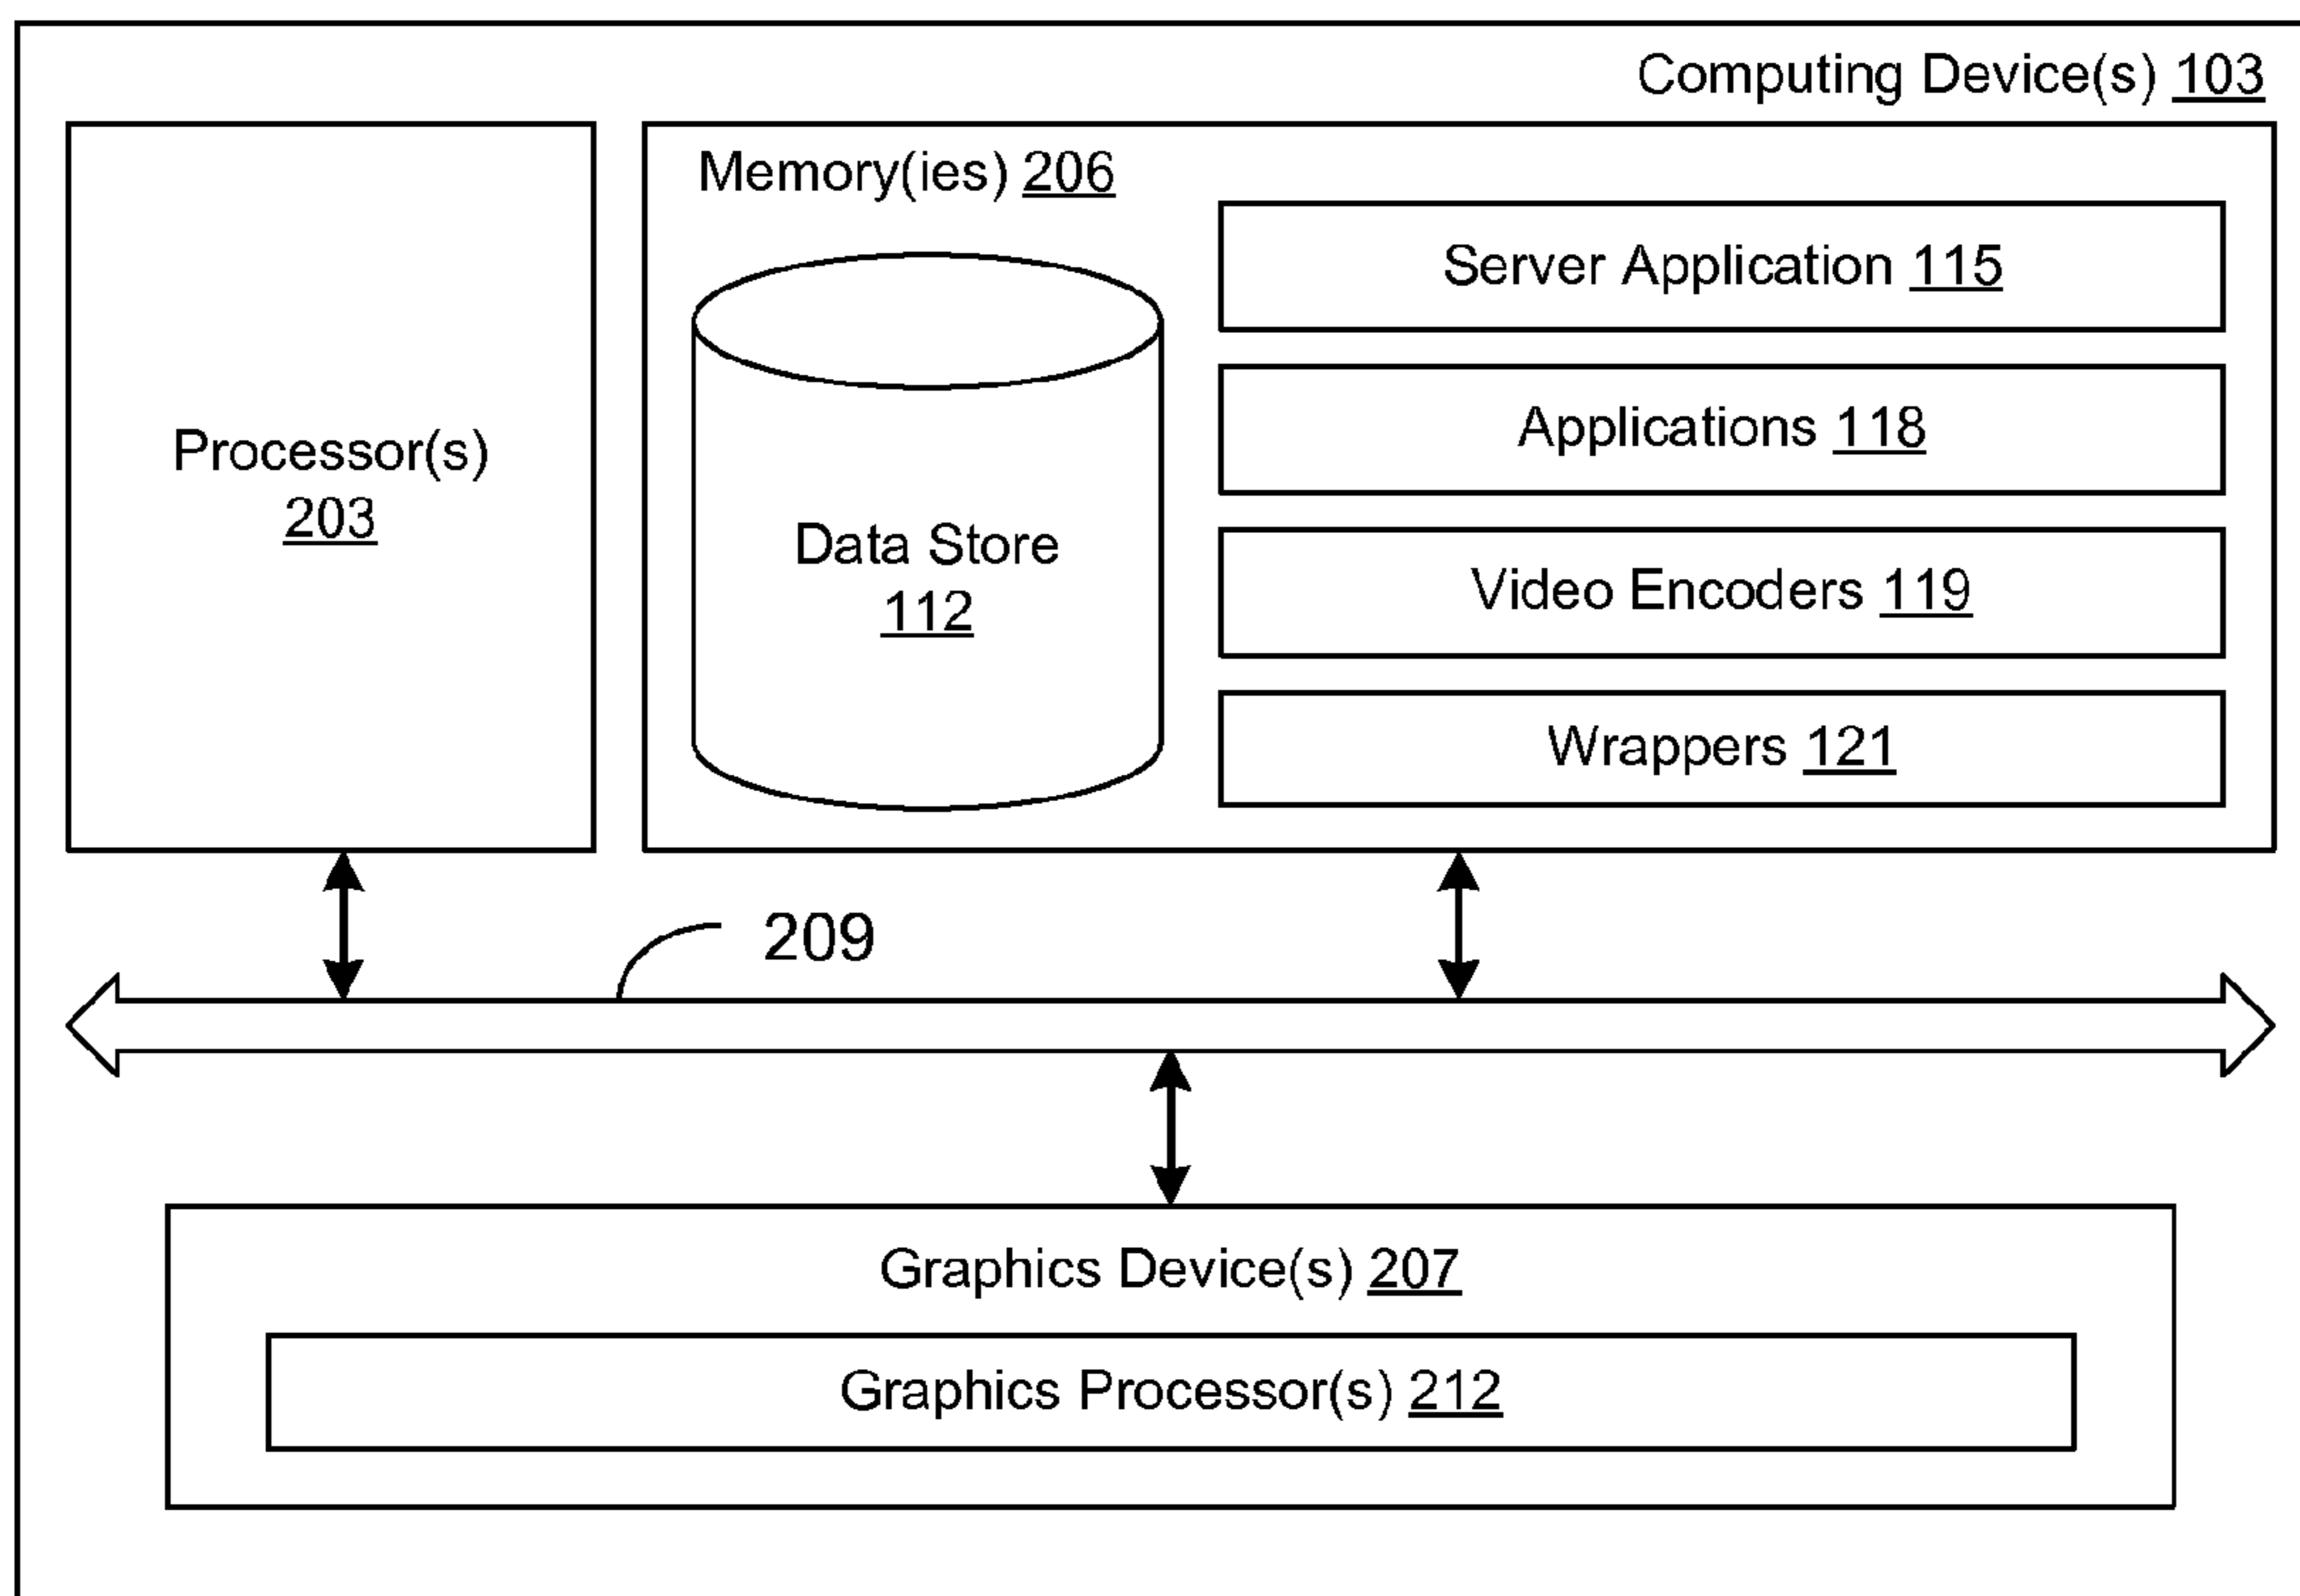 Computing Device(s) 103
Processor(s)
203
Memory(ies) 206
Data Store
112
Server Application 115
Applications 118
Video Encoders 119
Wrappers 121
209
Graphics Device(s) 207
Graphics Processor(s) 212